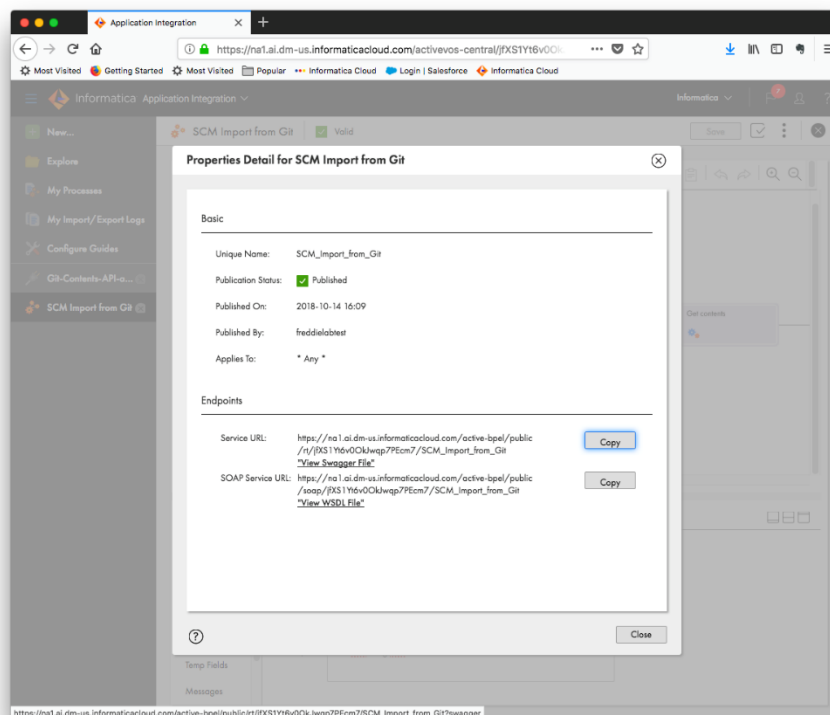 Application Integration
https://na1.ai.dm-us.informaticacloud.com/activevos-central/jfXS1Yt6v0Ok
Most Visited Getting Started Most Visited Popular Informatica Cloud Login | Salesforce Informatica Cloud
Informatica Application Integration
Informatica
New...
SCM Import from Git
Valid
Save
Explore
My Processes
My Import/Export Logs
Configure Guides
Git-Contents-API-a...
SCM Import from Git
Properties Detail for SCM Import from Git
Basic
Unique Name: SCM_Import_from_Git
Publication Status: Published
Published On: 2018-10-14 16:09
Published By: freddielabtest
Applies To: * Any *
Get contents
Endpoints
Service URL: https://na1.ai.dm-us.informaticacloud.com/active-bpel/public
/rt/jfXS1Yt6v0OkJwqp7PEcm7/SCM_Import_from_Git
"View Swagger File"
Copy
SOAP Service URL: https://na1.ai.dm-us.informaticacloud.com/active-bpel/public
/soap/jfXS1Yt6v0OkJwqp7PEcm7/SCM_Import_from_Git
"View WSDL File"
Copy
?
Close
Temp Fields
Messages
https://na1.ai.dm-us.informaticacloud.com/active-bpel/public/rt/jfXS1Yt6v0OkJwqp7PEcm7/SCM_Import_from_Git?swagger